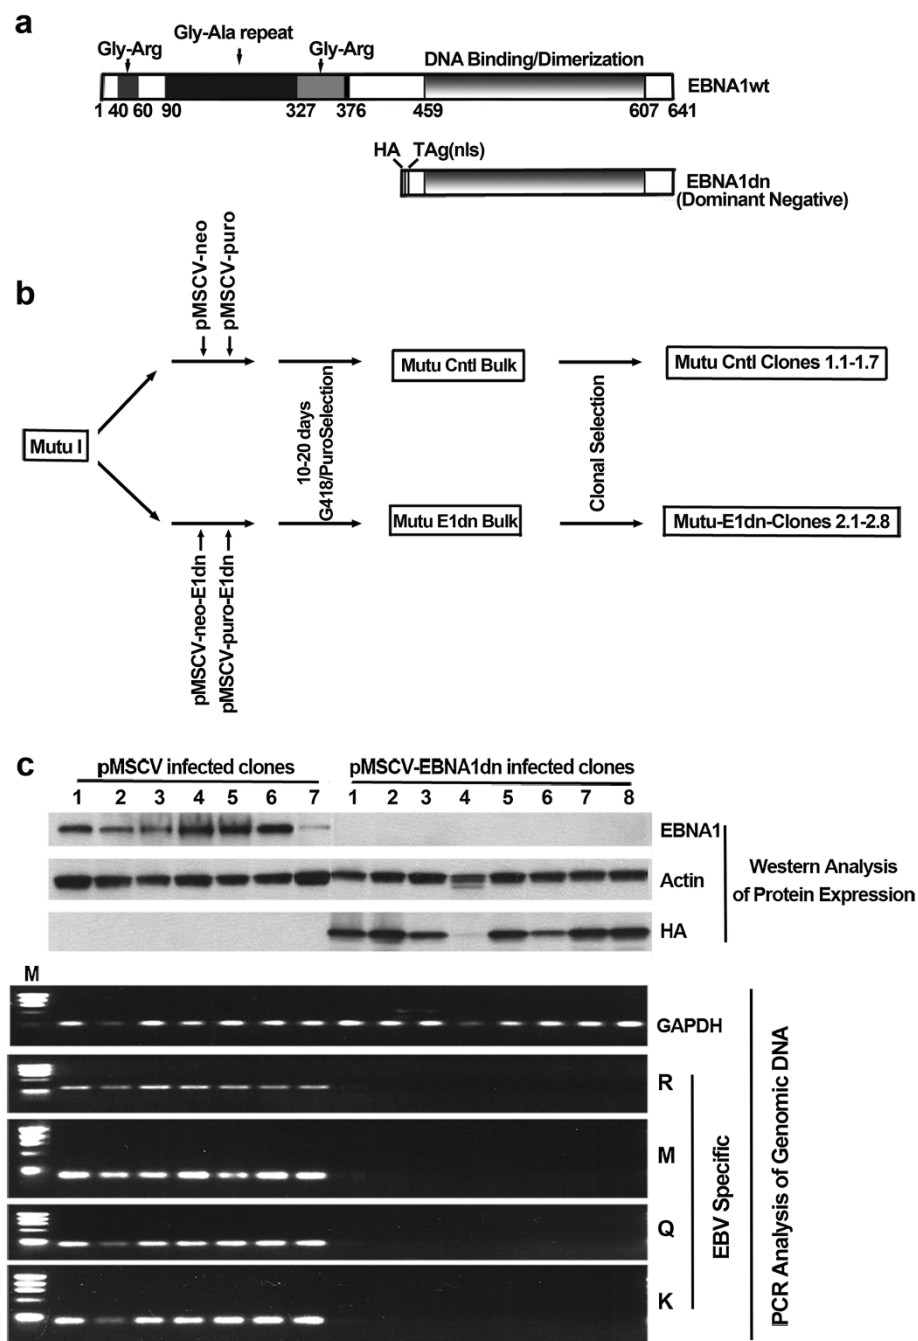 a
Gly-Ala repeat
Gly-Arg
Gly-Arg
DNA Binding/Dimerization
EBNA1wt
1 40 60 90 327 376 459 607 641
HA TAg(nls)
EBNA1dn
(Dominant Negative)
b
pMSCV-neo
pMSCV-puro
Mutu I
10-20 days
G418/PuroSelection
Mutu Cntl Bulk
Clonal Selection
Mutu Cntl Clones 1.1-1.7
Mutu E1dn Bulk
Mutu-E1dn-Clones 2.1-2.8
pMSCV-neo-E1dn
pMSCV-puro-E1dn
c
pMSCV infected clones
pMSCV-EBNA1dn infected clones
1 2 3 4 5 6 7 1 2 3 4 5 6 7 8
EBNA1
Actin
HA
Western Analysis
of Protein Expression
M
GAPDH
R
M
Q
K
EBV Specific
PCR Analysis of Genomic DNA